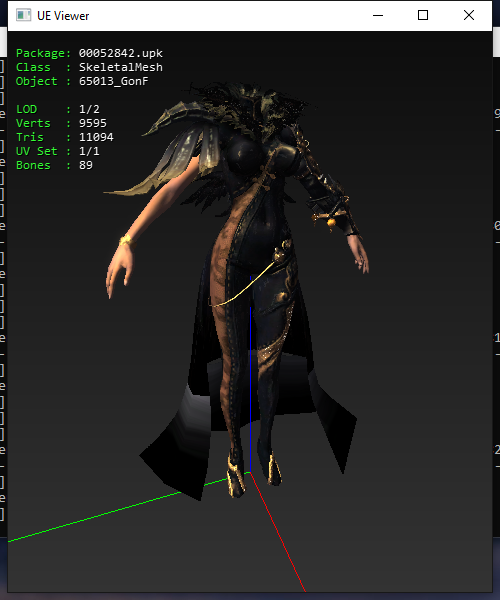 UE Viewer
Package: 00052842.upk
Class : SkeletalMesh
Object : 65013_GonF
LOD : 1/2
Verts : 9595
Tris : 11094
UV Set : 1/1
Bones : 89